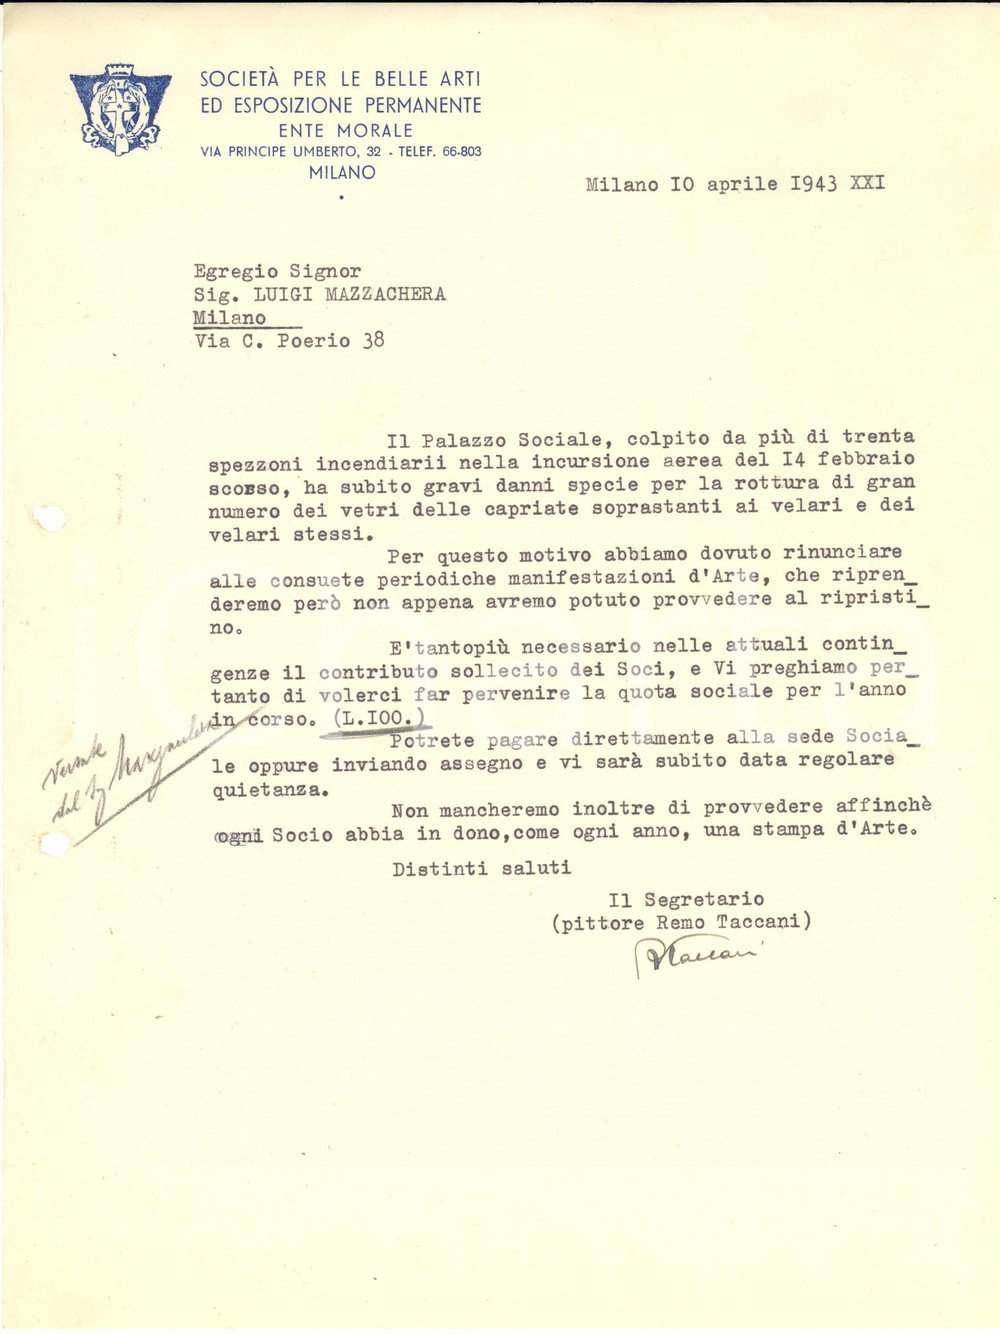 SOCIETÀ PER LE BELLE ARTI
ED ESPOSIZIONE PERMANENTE
ENTE MORALE
VIA PRINCIPE UMBERTO, 32 - TELEF. 66-803
MILANO
Milano IO aprile I943 XXI
Egregio Signor
Sig. LUIGI MAZZACHERA
Milano
Via C. Poerio 38
Il Palazzo Sociale, colpito da più di trenta
spezzoni incendiarii nella incursione aerea del I4 febbraio
scorso, ha subito gravi danni specie per la rottura di gran
numero dei vetri delle capriate soprastanti ai velari e dei
velari stessi.
Per questo motivo abbiamo dovuto rinunciare
alle consuete periodiche manifestazioni d'Arte, che ripren_
deremo però non appena avremo potuto provvedere al ripristi_
no.
E'tantopiù necessario nelle attuali contin_
genze il contributo sollecito dei Soci, e Vi preghiamo per_
tanto di volerci far pervenire la quota sociale per l'anno
in corso. (L.IOO.)
Potrete pagare direttamente alla sede Socia_
le oppure inviando assegno e vi sarà subito data regolare
quietanza.
Non mancheremo inoltre di provvedere affinchè
ogni Socio abbia in dono,come ogni anno, una stampa d'Arte.
Distinti saluti
Il Segretario
(pittore Remo Taccani)
RTaccani